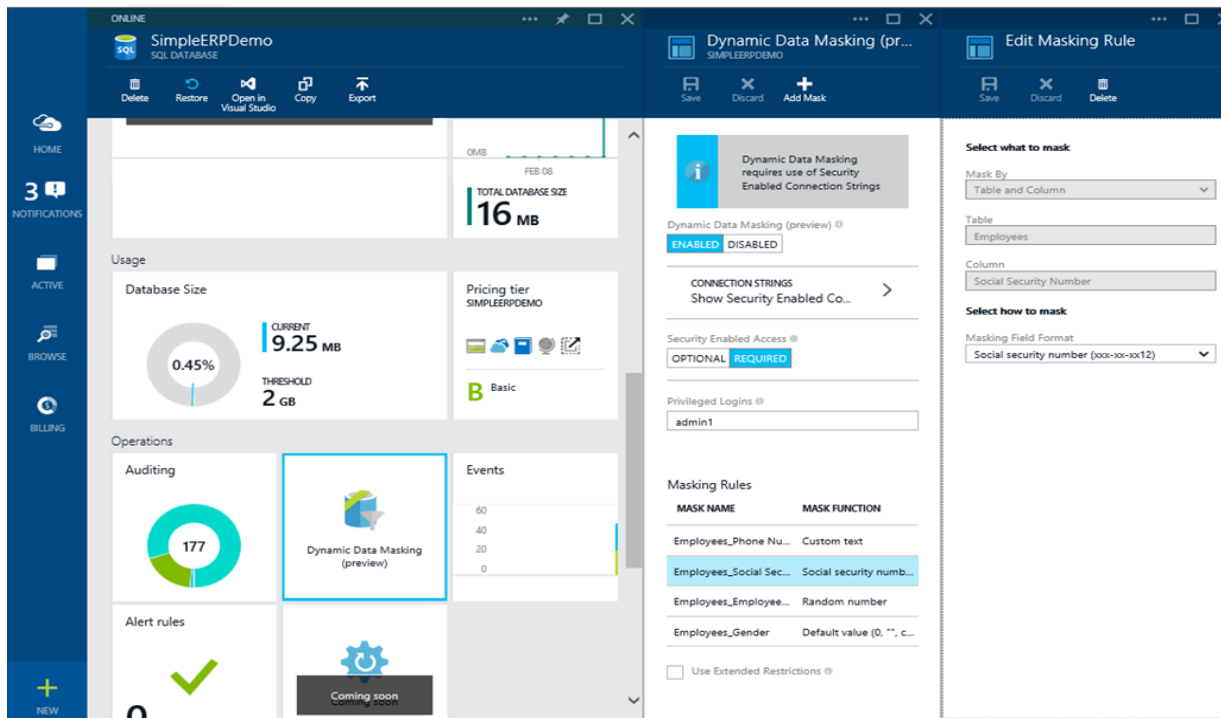 HOME
3
NOTIFICATIONS
ACTIVE
BROWSE
BILLING
NEW
ONLINE
SimpleERPDemo
SQL DATABASE
Delete
Restore
Open in
Visual Studio
Copy
Export
0MB
FEB 08
TOTAL DATABASE SIZE
16 MB
Usage
Database Size
0.45%
CURRENT
9.25 MB
THRESHOLD
2 GB
Pricing tier
SIMPLEERPDEMO
B Basic
Operations
Auditing
177
Dynamic Data Masking
(preview)
Events
60
40
20
0
Alert rules
0
Coming soon
Coming soon
Dynamic Data Masking (pr...
SIMPLEERPDEMO
Save
Discard
Add Mask
Dynamic Data Masking
requires use of Security
Enabled Connection Strings
Dynamic Data Masking (preview)
ENABLED DISABLED
CONNECTION STRINGS
Show Security Enabled Co...
Security Enabled Access
OPTIONAL REQUIRED
Privileged Logins
admin1
Masking Rules
MASK NAME MASK FUNCTION
Employees_Phone Nu... Custom text
Employees_Social Sec... Social security numb...
Employees_Employee... Random number
Employees_Gender Default value (0, "", c...
Use Extended Restrictions
Edit Masking Rule
Save
Discard
Delete
Select what to mask
Mask By
Table and Column
Table
Employees
Column
Social Security Number
Select how to mask
Masking Field Format
Social security number (xxx-xx-xx12)